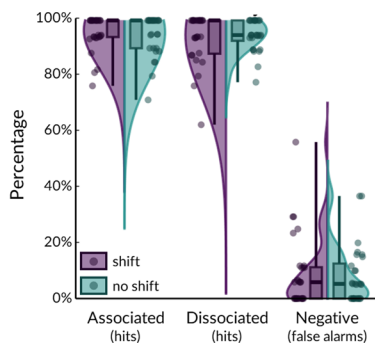 100%
80%
60%
40%
20%
0%
Percentage
shift
no shift
Associated
(hits)
Dissociated
(hits)
Negative
(false alarms)